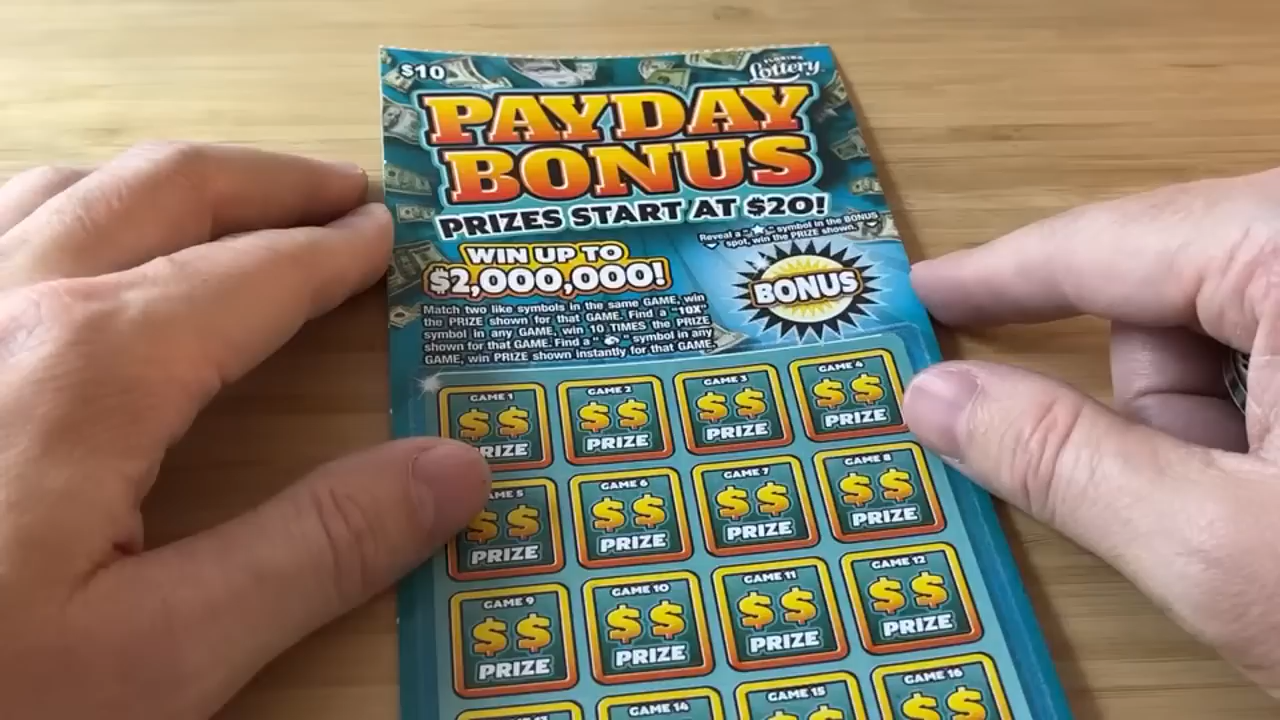 $10
FLORIDA
Lottery
PAYDAY
BONUS
PRIZES START AT $20!
WIN UP TO
$2,000,000!
Reveal a "⭐" symbol in the BONUS
spot, win the PRIZE shown.
BONUS
Match two like symbols in the same GAME, win
the PRIZE shown for that GAME. Find a "10X"
symbol in any GAME, win 10 TIMES the PRIZE
shown for that GAME. Find a " " symbol in any
GAME, win PRIZE shown instantly for that GAME.
GAME 1
$$
RIZE
GAME 2
$$
PRIZE
GAME 3
$$
PRIZE
GAME 4
$$
PRIZE
ME 5
$$
PRIZE
GAME 6
$$
PRIZE
GAME 7
$$
PRIZE
GAME 8
$$
PRIZE
GAME 9
$$
PRIZE
GAME 10
$$
PRIZE
GAME 11
$$
PRIZE
GAME 12
$$
PRIZE
GAME 14
GAME 15
$$
GAME 16
$$